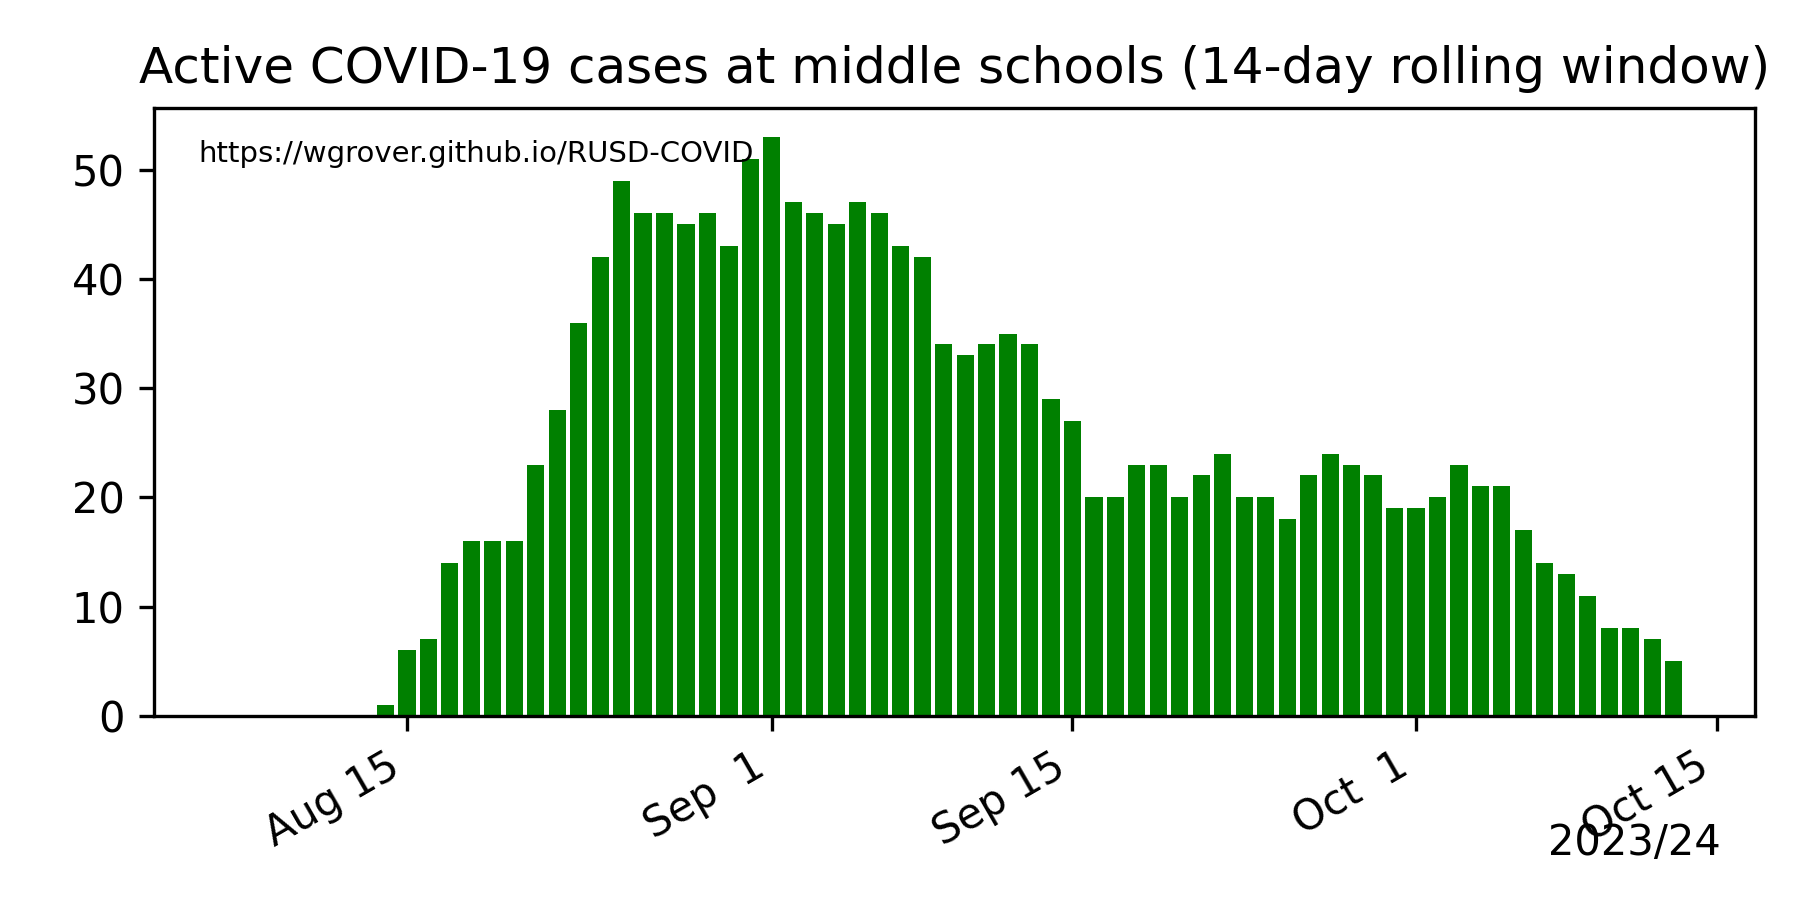 Active COVID-19 cases at middle schools (14-day rolling window)
https://wgrover.github.io/RUSD-COVID
50
40
30
20
10
0
Aug 15
Sep 1
Sep 15
Oct 1
Oct 15
2023/24